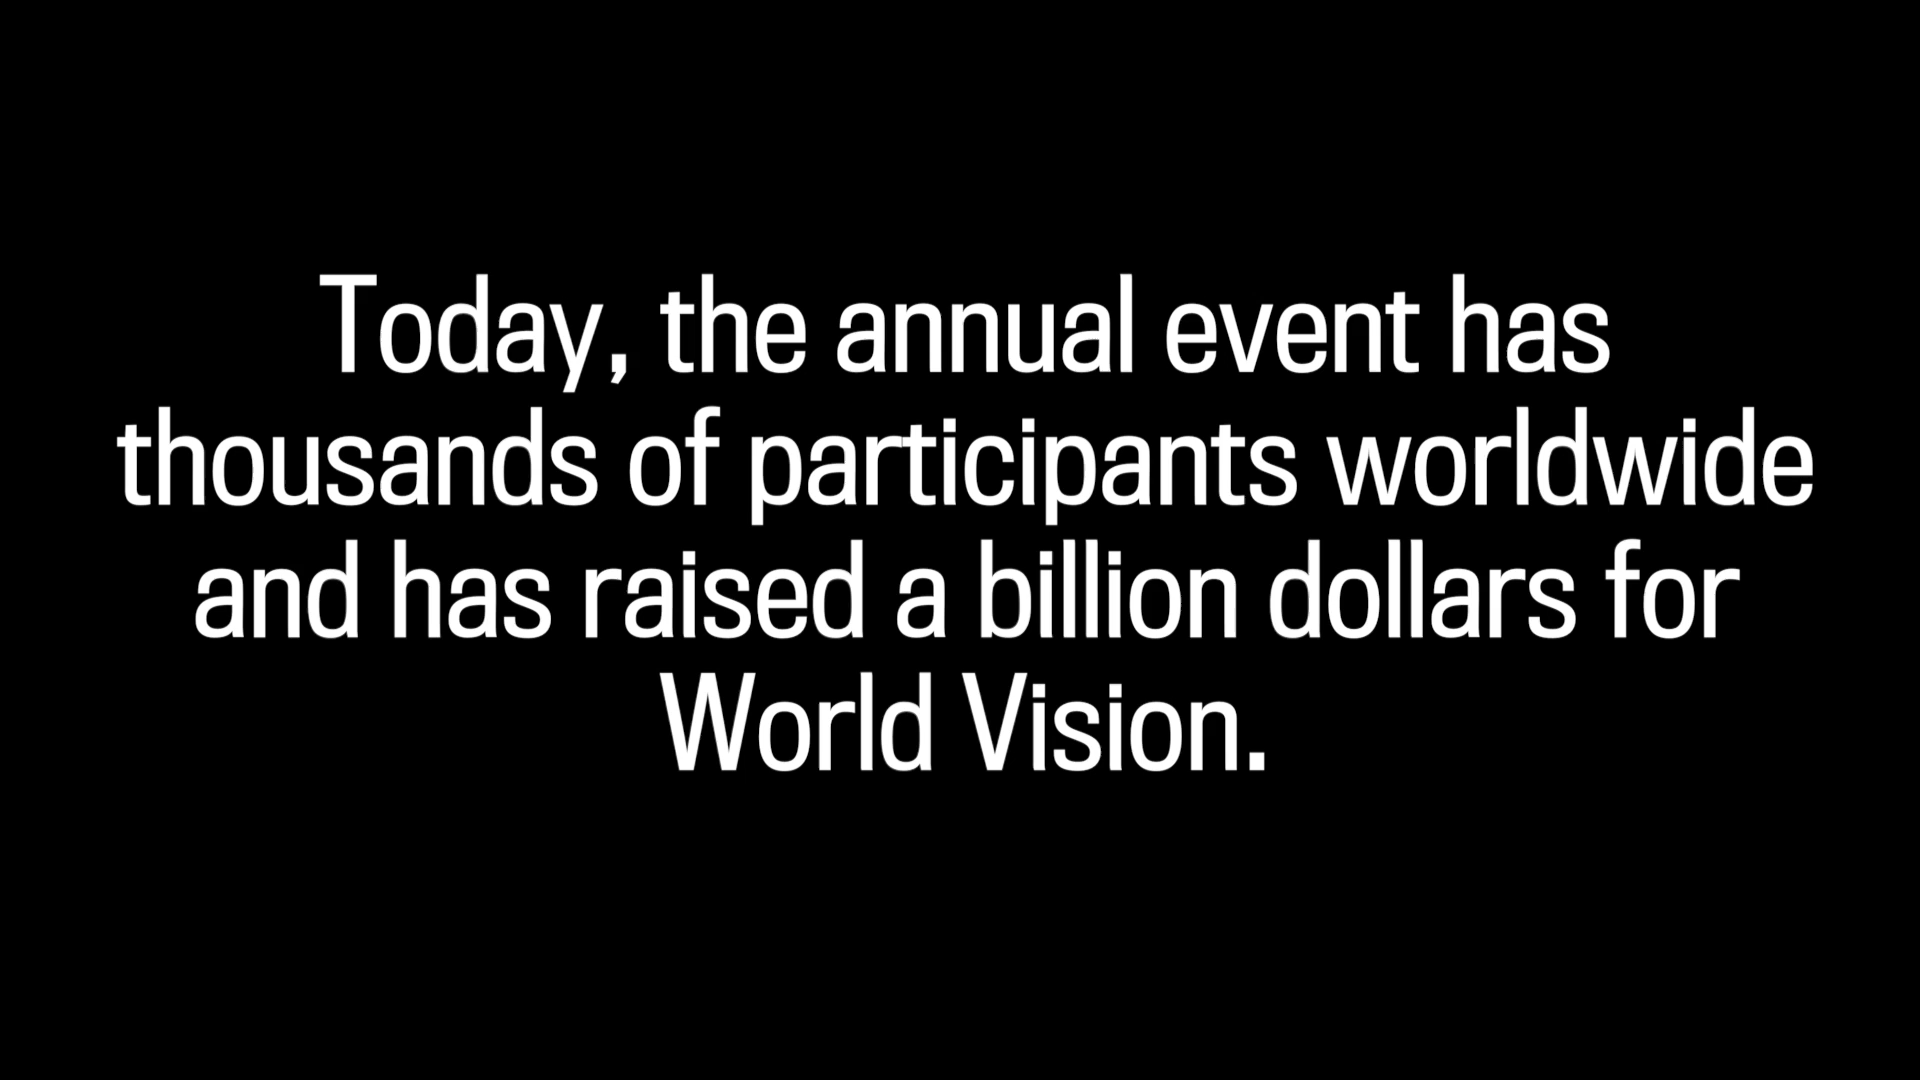 Today, the annual event has
thousands of participants worldwide
and has raised a billion dollars for
World Vision.